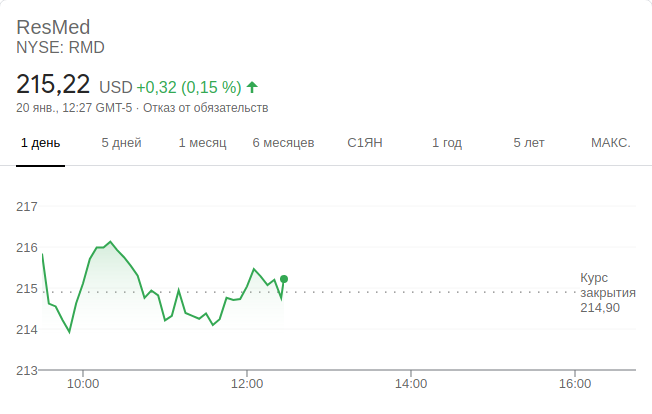 ResMed
NYSE: RMD
215,22 USD +0,32 (0,15 %)
20 янв., 12:27 GMT-5 · Отказ от обязательств
1 день 5 дней 1 месяц 6 месяцев С1ЯН 1 год 5 лет МАКС.
217
216
215
214
213
Курс
закрытия
214,90
10:00 12:00 14:00 16:00